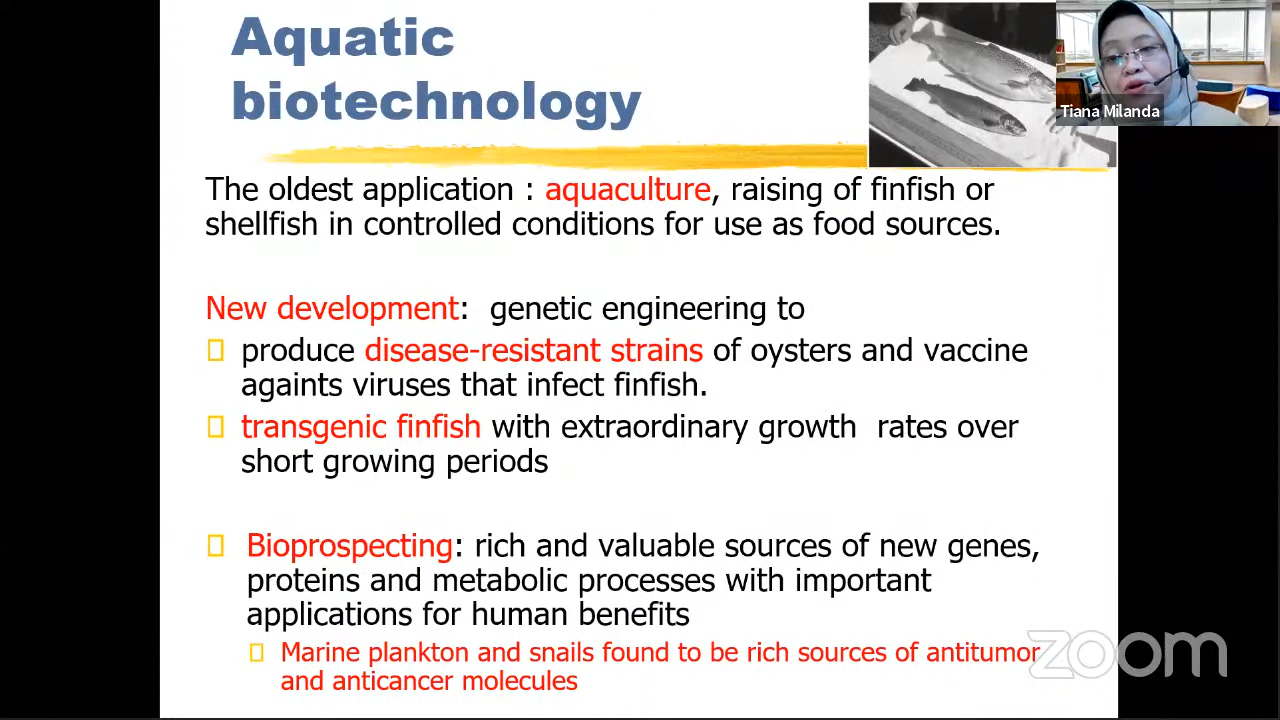 Aquatic
biotechnology
Tiana Milanda
The oldest application : aquaculture, raising of finfish or
shellfish in controlled conditions for use as food sources.
New development: genetic engineering to
produce disease-resistant strains of oysters and vaccine
againts viruses that infect finfish.
transgenic finfish with extraordinary growth rates over
short growing periods
Bioprospecting: rich and valuable sources of new genes,
proteins and metabolic processes with important
applications for human benefits
Marine plankton and snails found to be rich sources of antitumor
and anticancer molecules
zoom